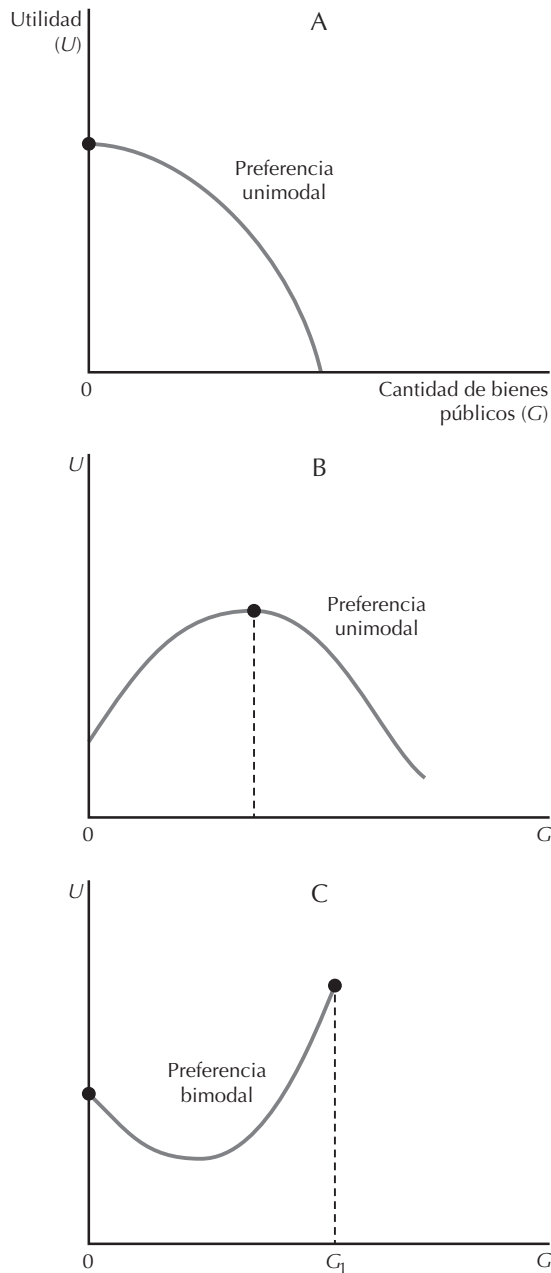 Utilidad
(U)
A
Preferencia
unimodal
0
Cantidad de bienes
públicos (G)
U
B
Preferencia
unimodal
0
G
U
C
Preferencia
bimodal
0
G1
G